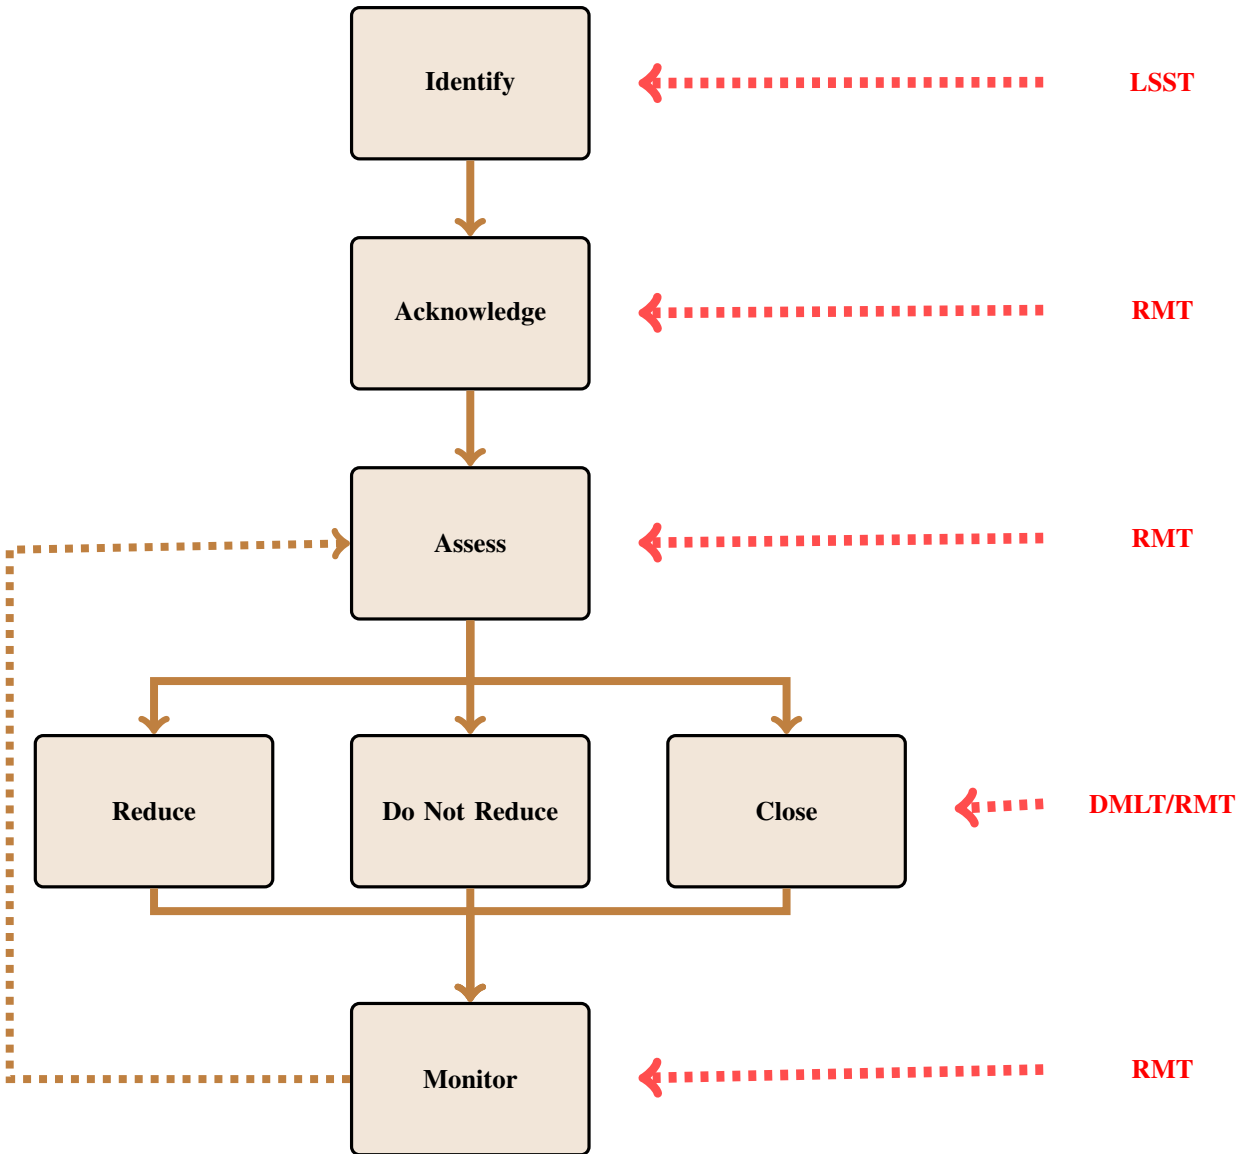 Identify
LSST
Acknowledge
RMT
Assess
RMT
Reduce
Do Not Reduce
Close
DMLT/RMT
Monitor
RMT